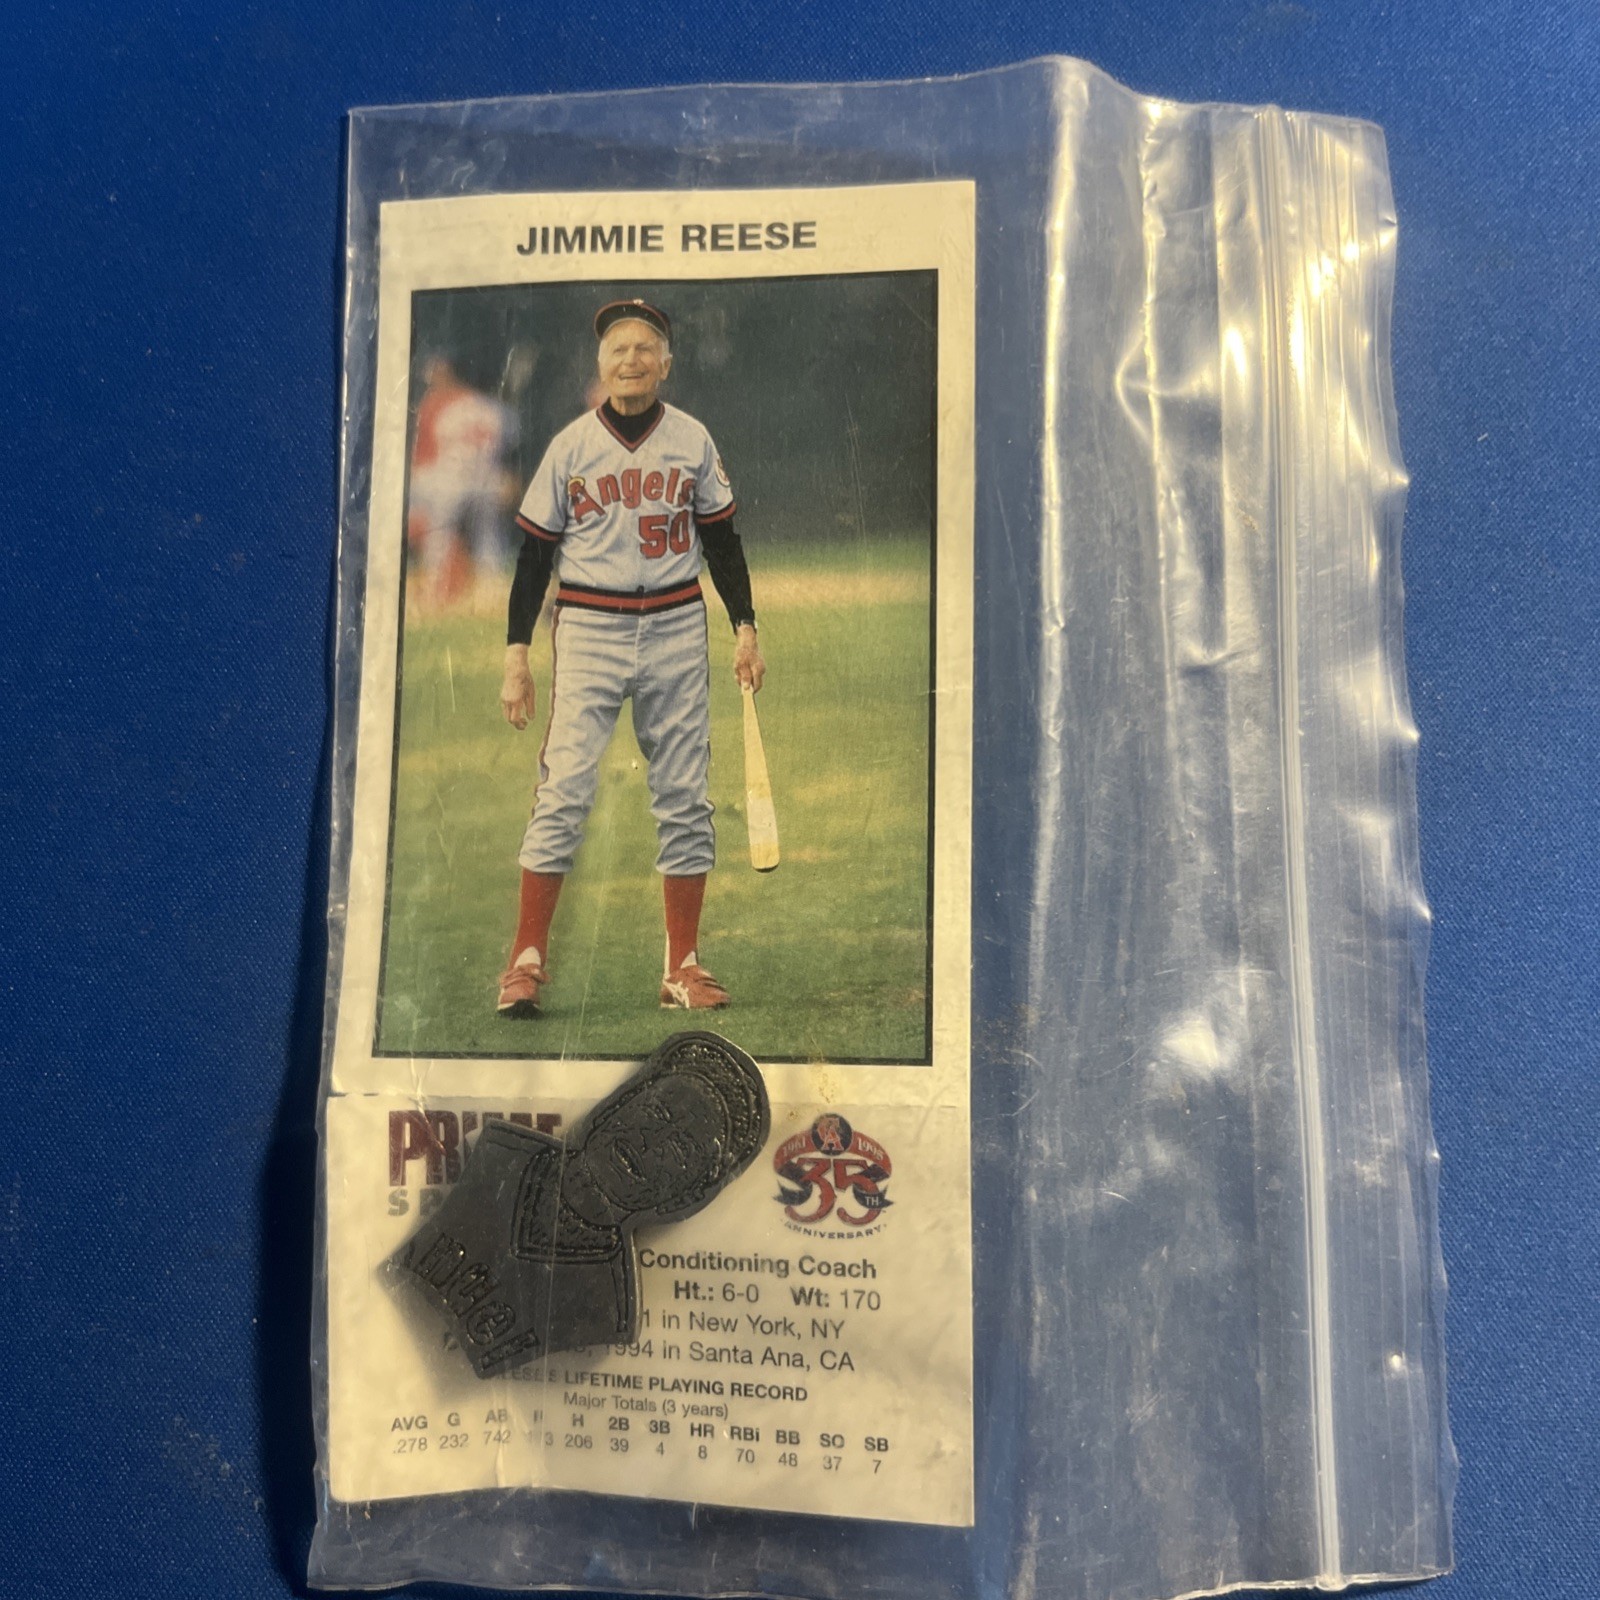 JIMMIE REESE
Angels
50
PRIME
1961 1995
35TH
ANNIVERSARY
Conditioning Coach
Ht.: 6-0 Wt: 170
1 in New York, NY
1994 in Santa Ana, CA
LIFETIME PLAYING RECORD
Major Totals (3 years)
AVG G AB H 2B 3B HR RBI BB SO SB
.278 232 742 206 39 4 8 70 48 37 7